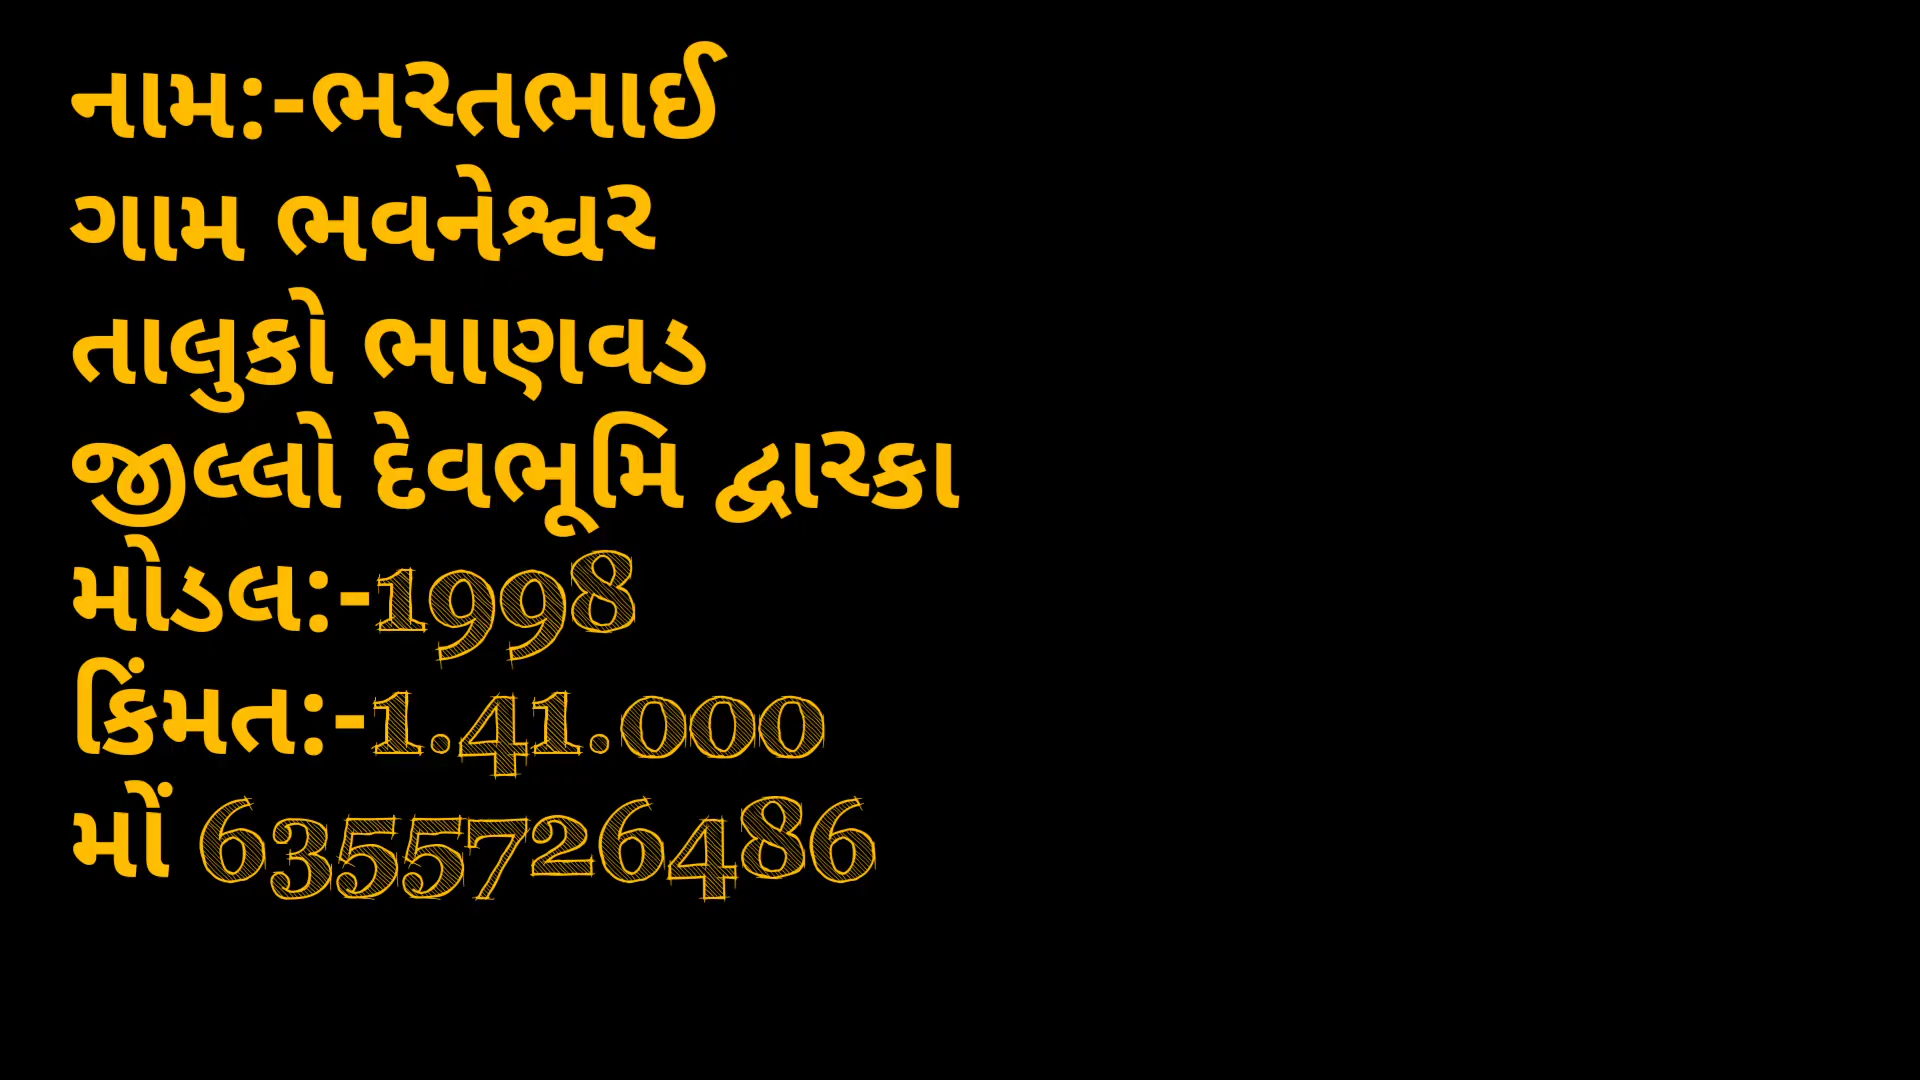 નામ:-ભરતભાઈ
ગામ ભવનેશ્વર
તાલુકો ભાણવડ
જીલ્લો દેવભૂમિ દ્વારકા
મોડલ:-1998
કિંમત:-1.41.000
મોં 6355726486